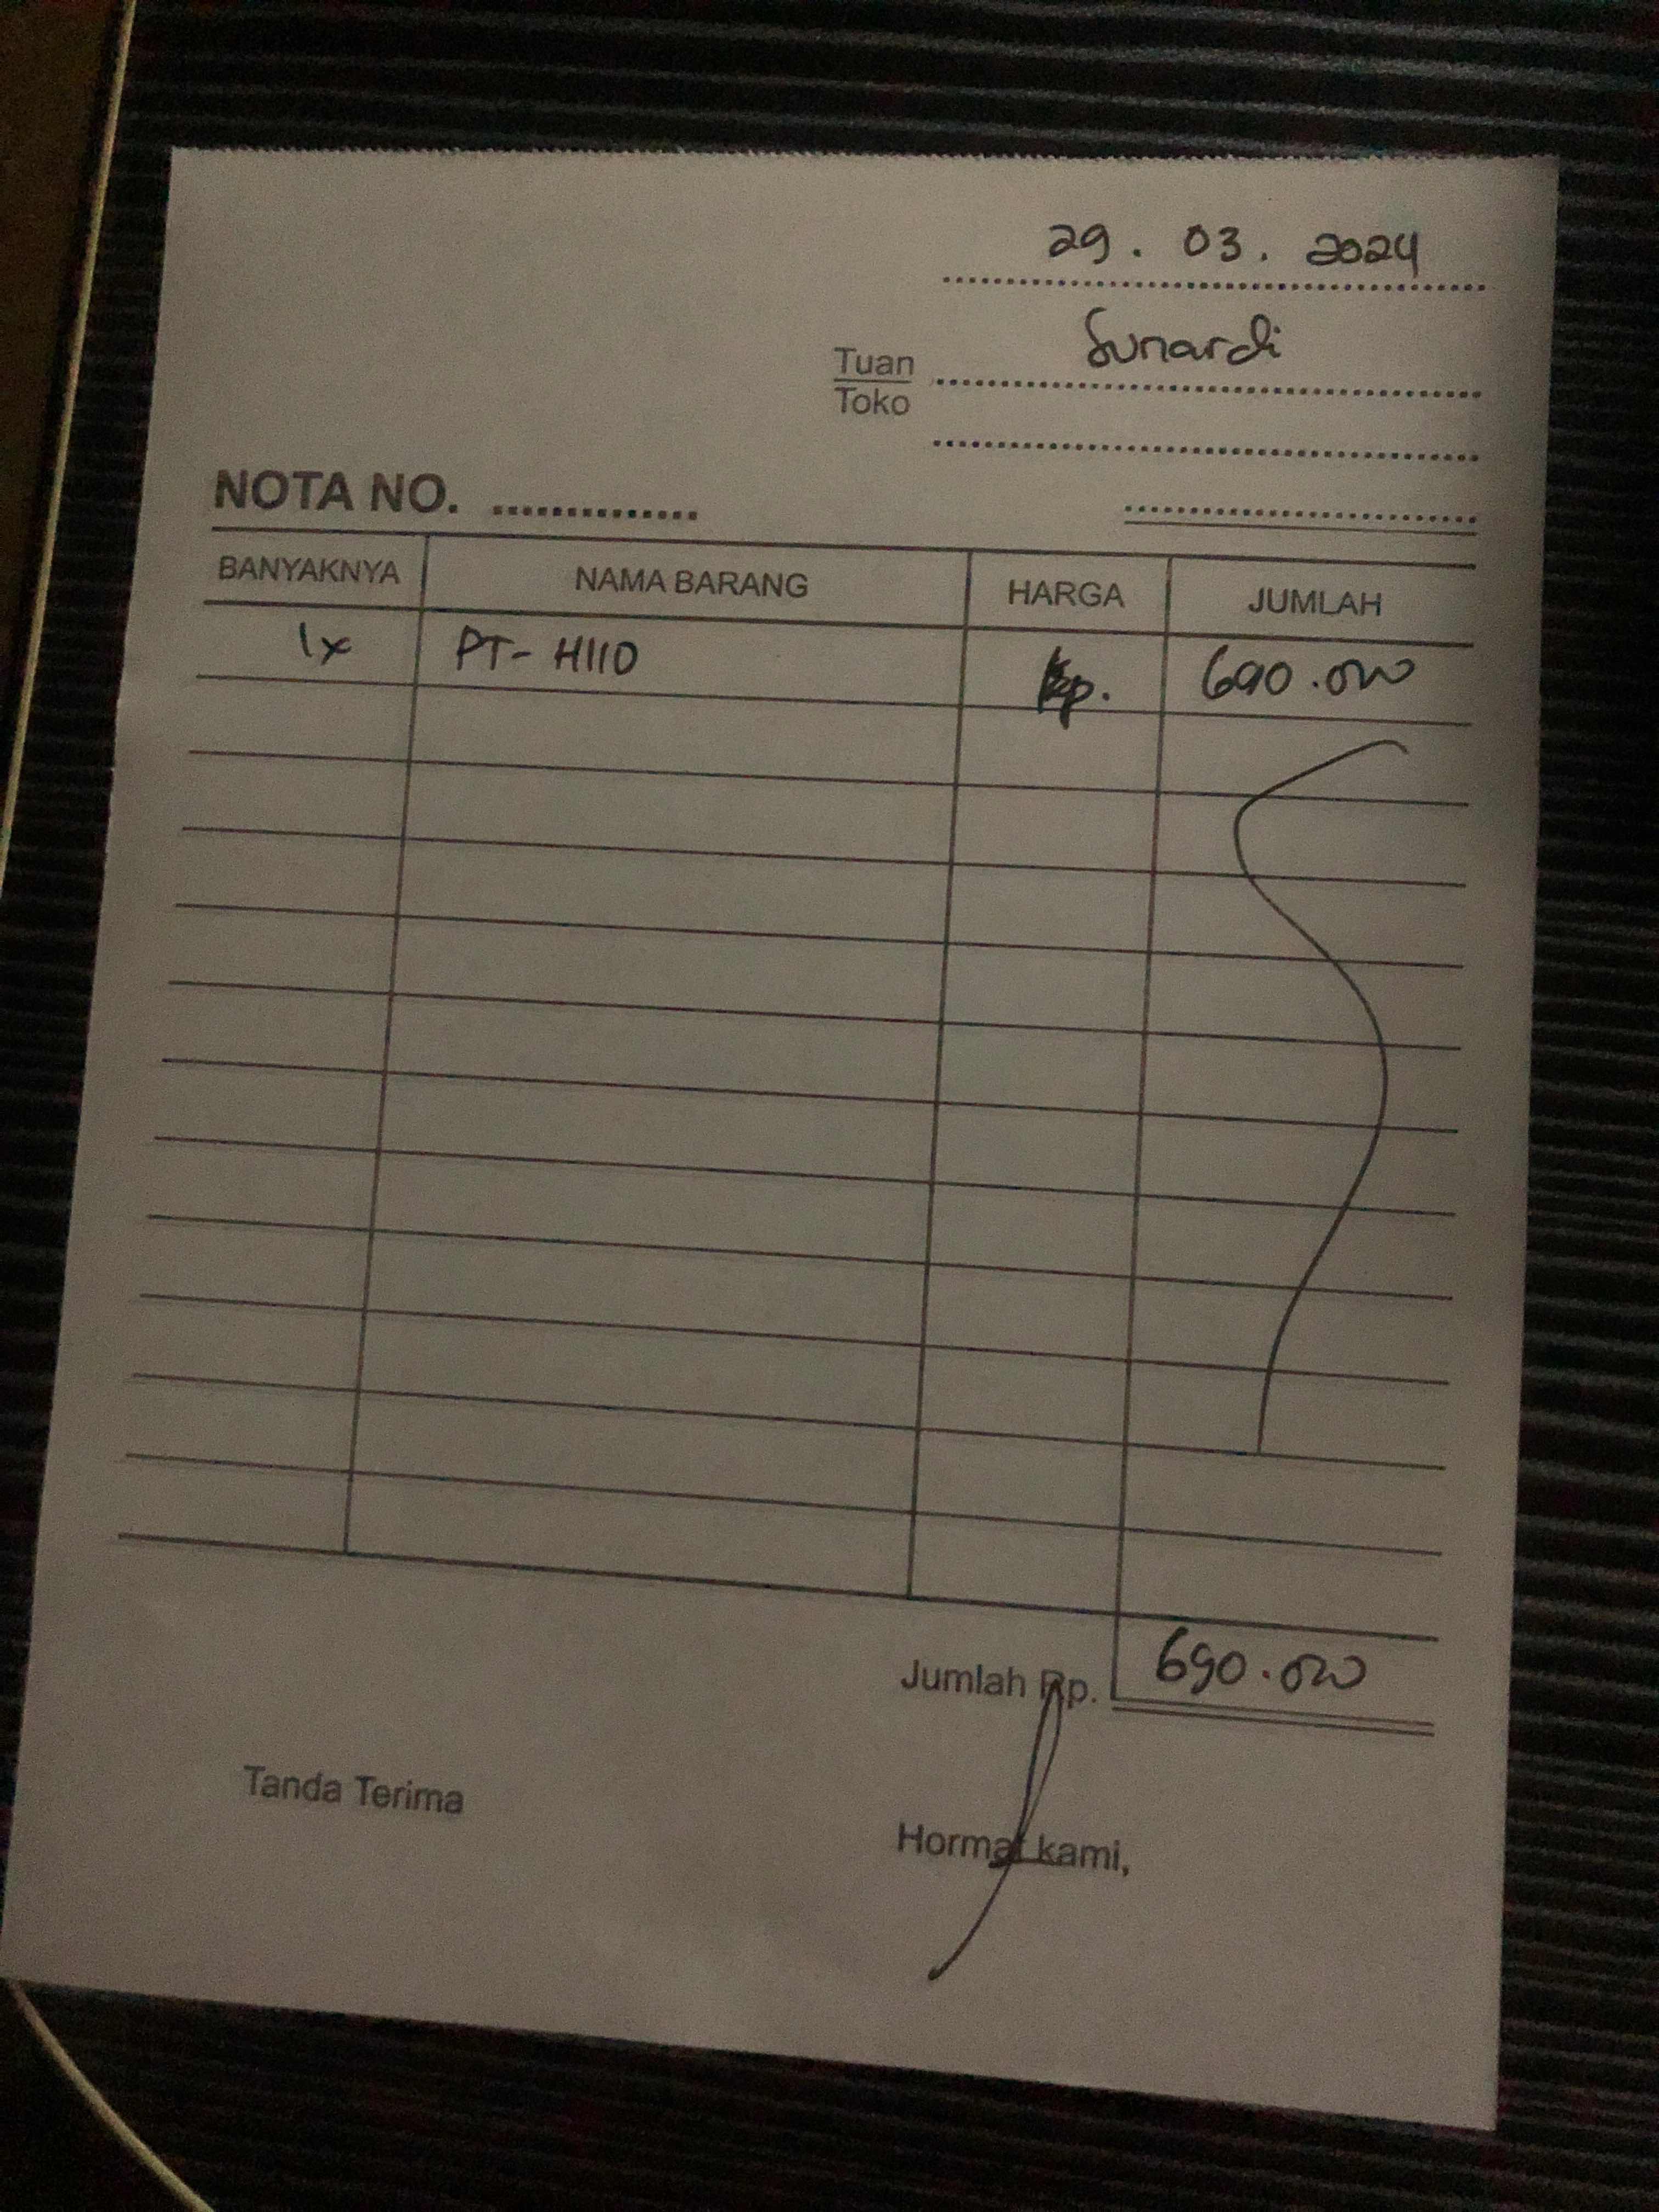 29. 03. 2024
Tuan Sunardi
Toko
NOTA NO.
BANYAKNYA NAMA BARANG HARGA JUMLAH
1x PT-H110 Rp. 690.000
Jumlah Rp. 690.000
Tanda Terima
Hormat kami,